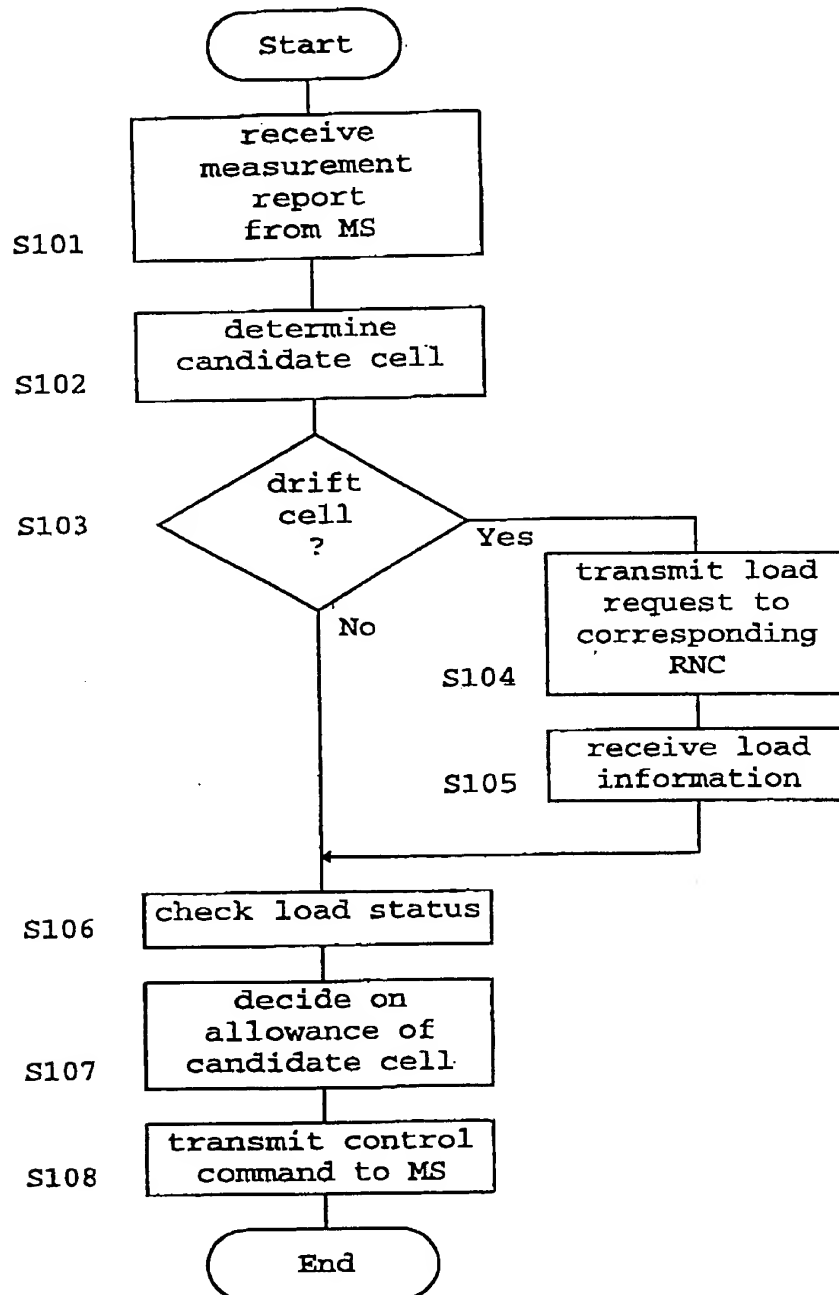 Start
receive
measurement
report
from MS
S101
determine
candidate cell
S102
drift
cell
?
S103
Yes
No
transmit load
request to
corresponding
RNC
S104
receive load
information
S105
check load status
S106
decide on
allowance of
candidate cell
S107
transmit control
command to MS
S108
End